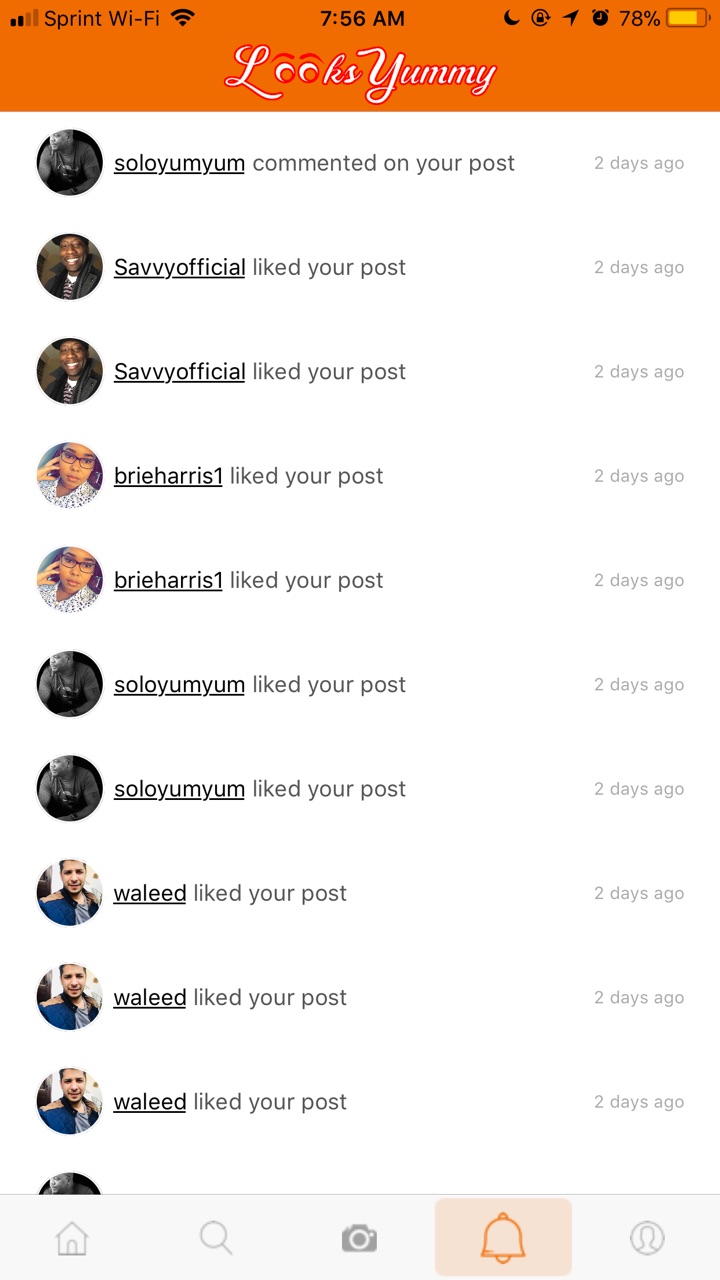 Sprint Wi-Fi 7:56 AM 78%
LooksYummy
soloyumyum commented on your post 2 days ago
Savvyofficial liked your post 2 days ago
Savvyofficial liked your post 2 days ago
brieharris1 liked your post 2 days ago
brieharris1 liked your post 2 days ago
soloyumyum liked your post 2 days ago
soloyumyum liked your post 2 days ago
waleed liked your post 2 days ago
waleed liked your post 2 days ago
waleed liked your post 2 days ago